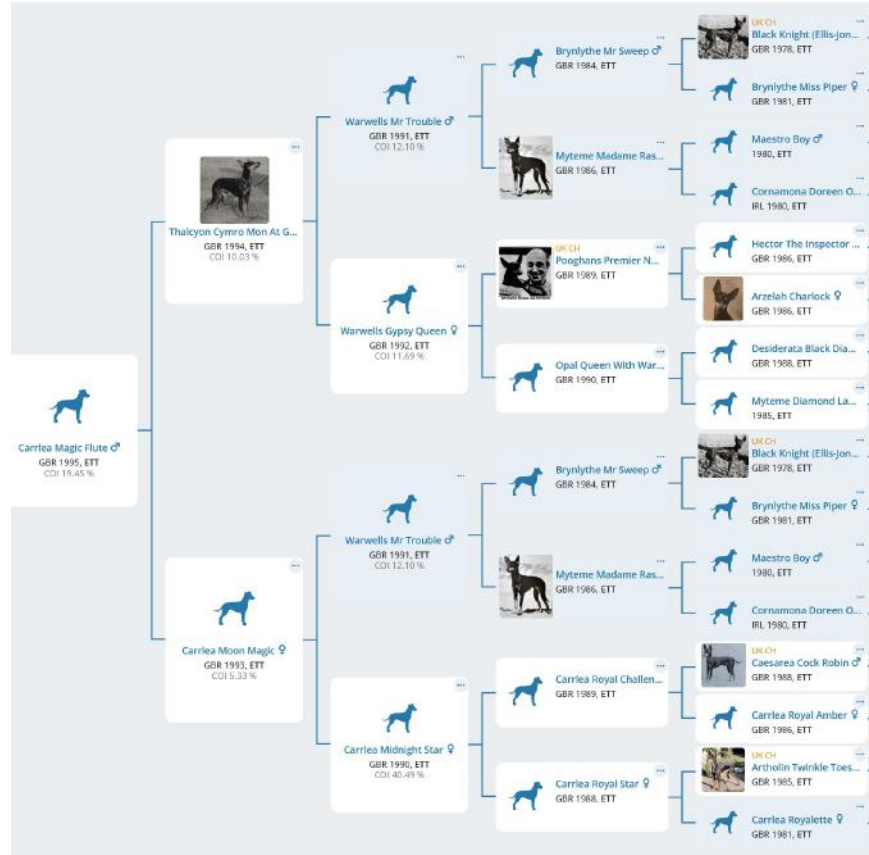 Carrlea Magic Flute ♂
GBR 1995, ETT
COI 19.45 %
Thalcyon Cymro Mon At G...
GBR 1994, ETT
COI 10.03 %
Carrlea Moon Magic ♀
GBR 1993, ETT
COI 5.33 %
Warwells Mr Trouble ♂
GBR 1991, ETT
COI 12.10 %
Warwells Gypsy Queen ♀
GBR 1992, ETT
COI 11.69 %
Warwells Mr Trouble ♂
GBR 1991, ETT
COI 12.10 %
Carrlea Midnight Star ♀
GBR 1990, ETT
COI 40.49 %
Brynlythe Mr Sweep ♂
GBR 1984, ETT
Myteme Madame Ras...
GBR 1986, ETT
UK CH
Pooghans Premier N...
GBR 1989, ETT
Opal Queen With War...
GBR 1990, ETT
Brynlythe Mr Sweep ♂
GBR 1984, ETT
Myteme Madame Ras...
GBR 1986, ETT
Carrlea Royal Challen...
GBR 1989, ETT
Carrlea Royal Star ♀
GBR 1988, ETT
UK CH
Black Knight (Ellis-Jon...
GBR 1978, ETT
Brynlythe Miss Piper ♀
GBR 1981, ETT
Maestro Boy ♂
1980, ETT
Cornamona Doreen O...
IRL 1980, ETT
Hector The Inspector ...
GBR 1986, ETT
Arzelah Charlock ♀
GBR 1986, ETT
Desiderata Black Dia...
GBR 1988, ETT
Myteme Diamond La...
1985, ETT
UK CH
Black Knight (Ellis-Jon...
GBR 1978, ETT
Brynlythe Miss Piper ♀
GBR 1981, ETT
Maestro Boy ♂
1980, ETT
Cornamona Doreen O...
IRL 1980, ETT
UK CH
Caesarea Cock Robin ♂
GBR 1988, ETT
Carrlea Royal Amber ♀
GBR 1986, ETT
UK CH
Artholin Twinkle Toes...
GBR 1985, ETT
Carrlea Royalette ♀
GBR 1981, ETT